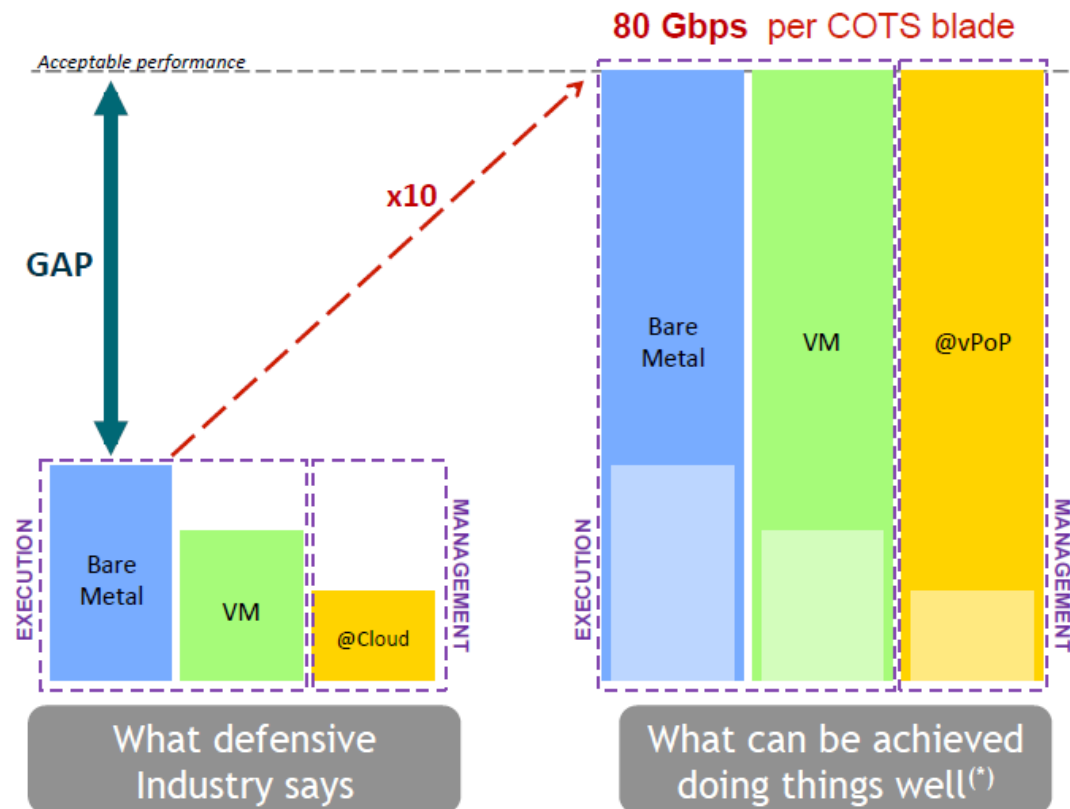 80 Gbps per COTS blade
Acceptable performance
x10
GAP
Bare
Metal
VM
@vPoP
EXECUTION
Bare
Metal
VM
@Cloud
MANAGEMENT
EXECUTION
MANAGEMENT
What defensive
Industry says
What can be achieved
doing things well(*)